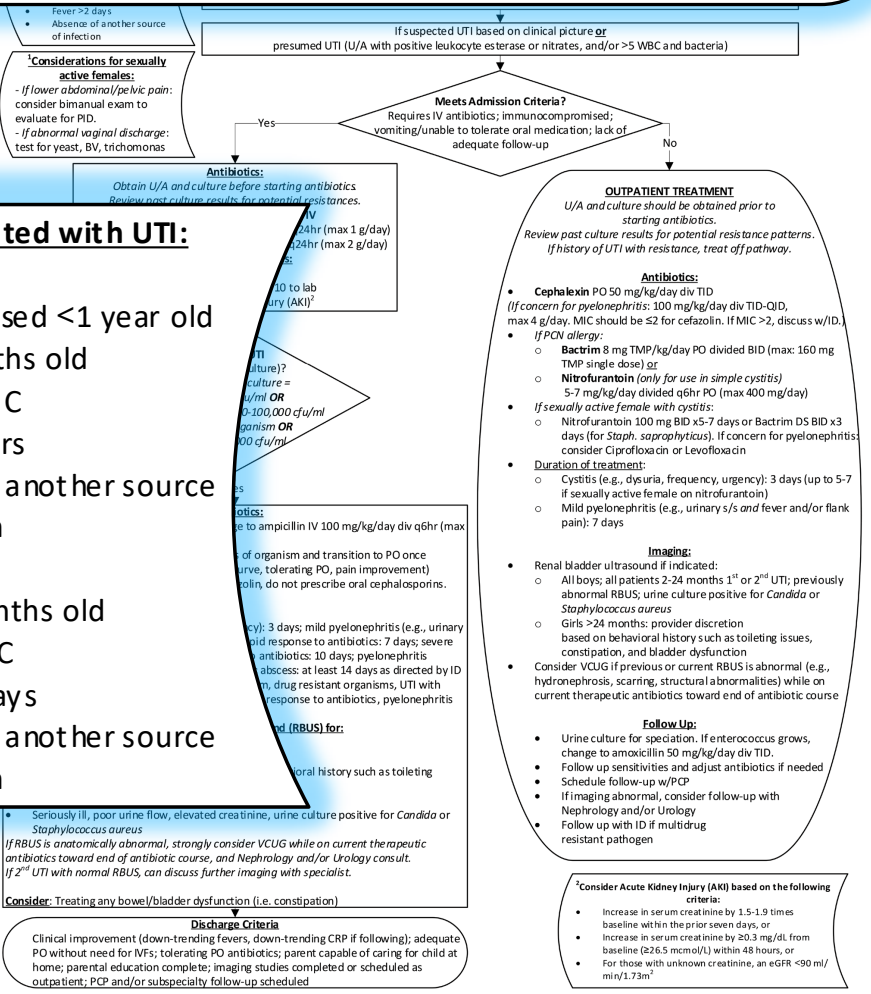 • Fever >2 days
• Absence of another source
of infection
If suspected UTI based on clinical picture or
presumed UTI (U/A with positive leukocyte esterase or nitrates, and/or >5 WBC and bacteria)
1Considerations for sexually
active females:
- If lower abdominal/pelvic pain:
consider bimanual exam to
evaluate for PID.
- If abnormal vaginal discharge:
test for yeast, BV, trichomonas
Meets Admission Criteria?
Requires IV antibiotics; immunocompromised;
vomiting/unable to tolerate oral medication; lack of
adequate follow-up
Yes
No
Antibiotics:
Obtain U/A and culture before starting antibiotics.
Review past culture results for potential resistances.
IV
q24hr (max 1 g/day)
q24hr (max 2 g/day)
10 to lab
ury (AKI)2
ted with UTI:
sed <1 year old
ths old
C
rs
another source
n
nths old
C
ays
another source
n
UTI
ulture)?
culture =
u/ml OR
0-100,000 cfu/ml
rganism OR
000 cfu/ml
es
iotics:
ge to ampicillin IV 100 mg/kg/day div q6hr (max
s of organism and transition to PO once
urve, tolerating PO, pain improvement)
zolin, do not prescribe oral cephalosporins.
cy): 3 days; mild pyelonephritis (e.g., urinary
pid response to antibiotics: 7 days; severe
antibiotics: 10 days; pyelonephritis
abscess: at least 14 days as directed by ID
m, drug resistant organisms, UTI with
response to antibiotics, pyelonephritis
nd (RBUS) for:
ioral history such as toileting
• Seriously ill, poor urine flow, elevated creatinine, urine culture positive for Candida or
Staphylococcus aureus
If RBUS is anatomically abnormal, strongly consider VCUG while on current therapeutic
antibiotics toward end of antibiotic course, and Nephrology and/or Urology consult.
If 2nd UTI with normal RBUS, can discuss further imaging with specialist.
Consider: Treating any bowel/bladder dysfunction (i.e. constipation)
Discharge Criteria
Clinical improvement (down-trending fevers, down-trending CRP if following); adequate
PO without need for IVFs; tolerating PO antibiotics; parent capable of caring for child at
home; parental education complete; imaging studies completed or scheduled as
outpatient; PCP and/or subspecialty follow-up scheduled
OUTPATIENT TREATMENT
U/A and culture should be obtained prior to
starting antibiotics.
Review past culture results for potential resistance patterns.
If history of UTI with resistance, treat off pathway.
Antibiotics:
• Cephalexin PO 50 mg/kg/day div TID
(If concern for pyelonephritis: 100 mg/kg/day div TID-QID,
max 4 g/day. MIC should be ≤2 for cefazolin. If MIC >2, discuss w/ID.)
• If PCN allergy:
o Bactrim 8 mg TMP/kg/day PO divided BID (max: 160 mg
TMP single dose) or
o Nitrofurantoin (only for use in simple cystitis)
5-7 mg/kg/day divided q6hr PO (max 400 mg/day)
• If sexually active female with cystitis:
o Nitrofurantoin 100 mg BID x5-7 days or Bactrim DS BID x3
days (for Staph. saprophyticus). If concern for pyelonephritis:
consider Ciprofloxacin or Levofloxacin
• Duration of treatment:
o Cystitis (e.g., dysuria, frequency, urgency): 3 days (up to 5-7
if sexually active female on nitrofurantoin)
o Mild pyelonephritis (e.g., urinary s/s and fever and/or flank
pain): 7 days
Imaging:
• Renal bladder ultrasound if indicated:
o All boys; all patients 2-24 months 1st or 2nd UTI; previously
abnormal RBUS; urine culture positive for Candida or
Staphylococcus aureus
o Girls >24 months: provider discretion
based on behavioral history such as toileting issues,
constipation, and bladder dysfunction
• Consider VCUG if previous or current RBUS is abnormal (e.g.,
hydronephrosis, scarring, structural abnormalities) while on
current therapeutic antibiotics toward end of antibiotic course
Follow Up:
• Urine culture for speciation. If enterococcus grows,
change to amoxicillin 50 mg/kg/day div TID.
• Follow up sensitivities and adjust antibiotics if needed
• Schedule follow-up w/PCP
• If imaging abnormal, consider follow-up with
Nephrology and/or Urology
• Follow up with ID if multidrug
resistant pathogen
2Consider Acute Kidney Injury (AKI) based on the following
criteria:
• Increase in serum creatinine by 1.5-1.9 times
baseline within the prior seven days, or
• Increase in serum creatinine by ≥0.3 mg/dL from
baseline (≥26.5 mcmol/L) within 48 hours, or
• For those with unknown creatinine, an eGFR <90 ml/
min/1.73m2